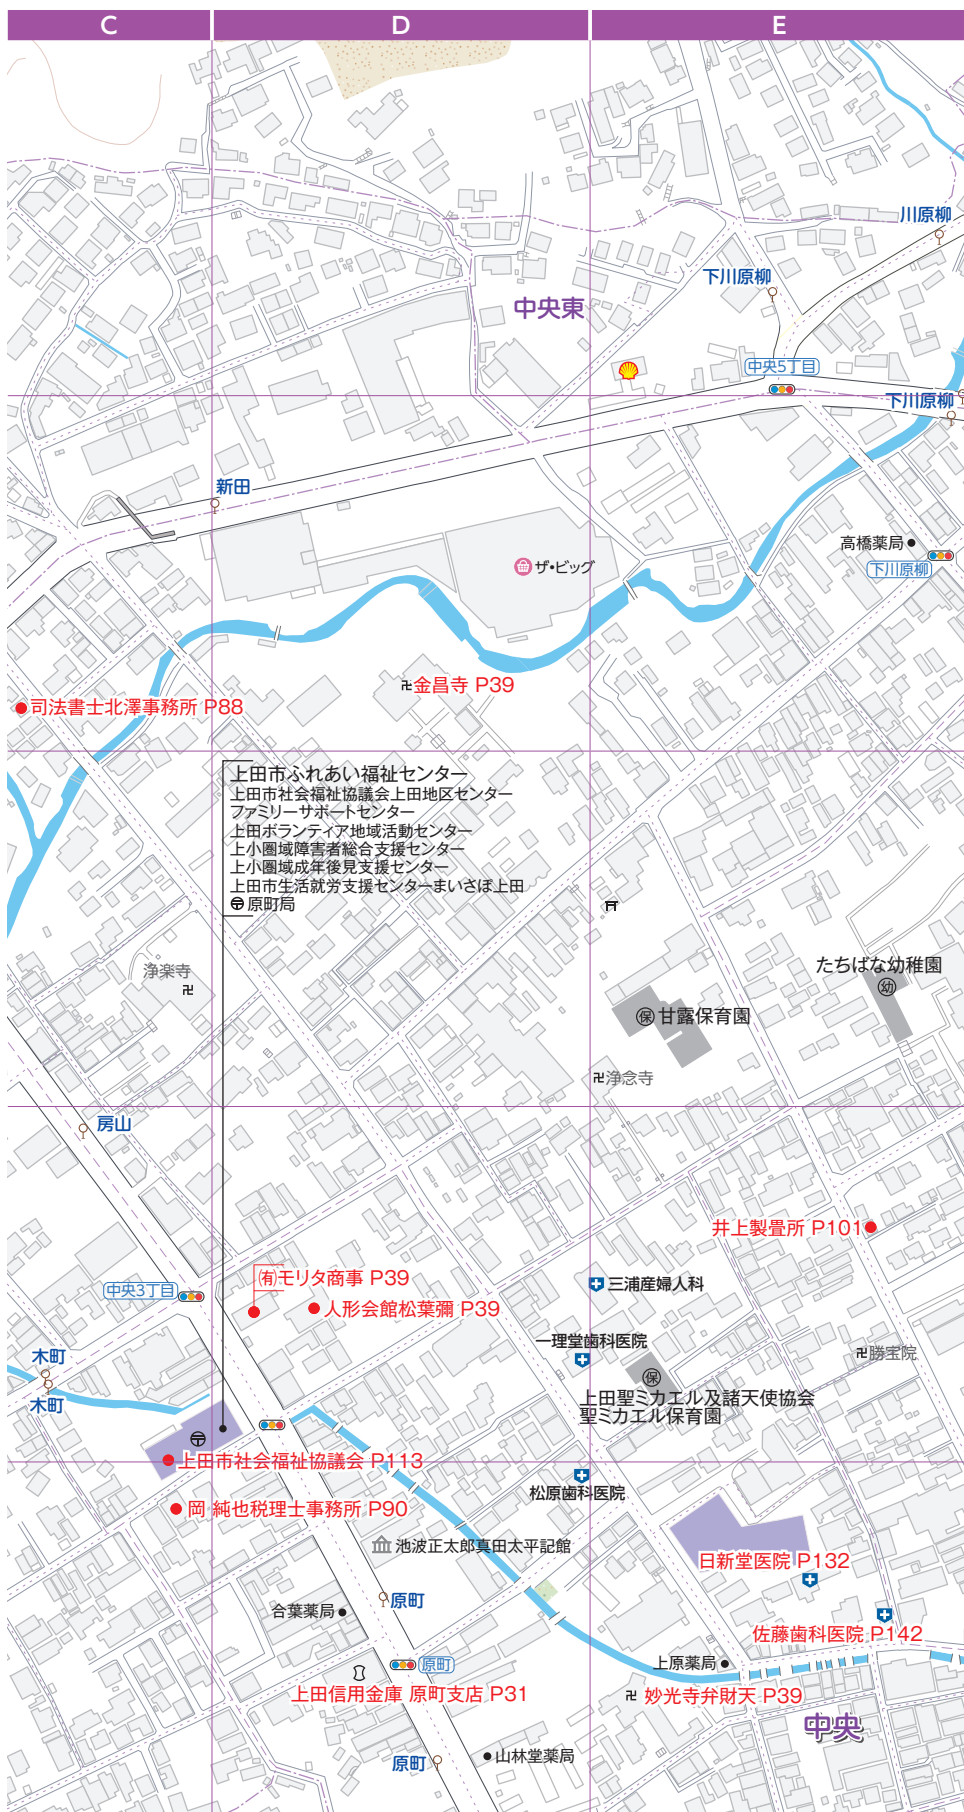 C
D
E
川原柳
下川原柳
中央東
中央5丁目
下川原柳
新田
高橋薬局
下川原柳
ザ・ビッグ
卍金昌寺 P39
司法書士北澤事務所 P88
上田市ふれあい福祉センター
上田市社会福祉協議会上田地区センター
ファミリーサポートセンター
上田ボランティア地域活動センター
上小圏域障害者総合支援センター
上小圏域成年後見支援センター
上田市生活就労支援センターまいさぽ上田
〶原町局
浄楽寺
卍
たちばな幼稚園
幼
保 甘露保育園
卍浄念寺
房山
井上製畳所 P101
㈲モリタ商事 P39
三浦産婦人科
中央3丁目
人形会館松葉彌 P39
一理堂歯科医院
卍勝宝院
木町
木町
保
上田聖ミカエル及諸天使協会
聖ミカエル保育園
〶
上田市社会福祉協議会 P113
松原歯科医院
岡 純也税理士事務所 P90
池波正太郎真田太平記館
日新堂医院 P132
原町
合葉薬局
佐藤歯科医院 P142
原町
上原薬局
上田信用金庫 原町支店 P31
卍 妙光寺弁財天 P39
中央
山林堂薬局
原町